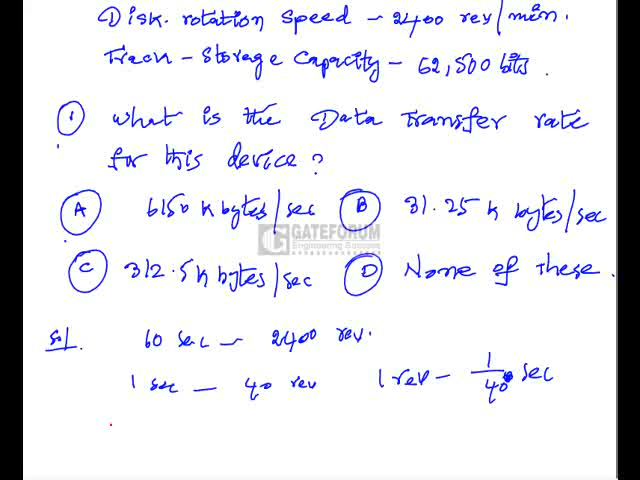 Disk rotation Speed - 2400 rev/min.
Track - Storage Capacity - 62,500 bits.
① What is the Data Transfer rate
for this device?
Ⓐ 6150 k bytes/sec Ⓑ 31.25 k bytes/sec
GATEFORUM
Engineering Success
Ⓒ 312.5k bytes/sec Ⓓ None of these.
Sol. 60 sec - 2400 rev.
1 sec - 40 rev 1 rev - 1/40 sec